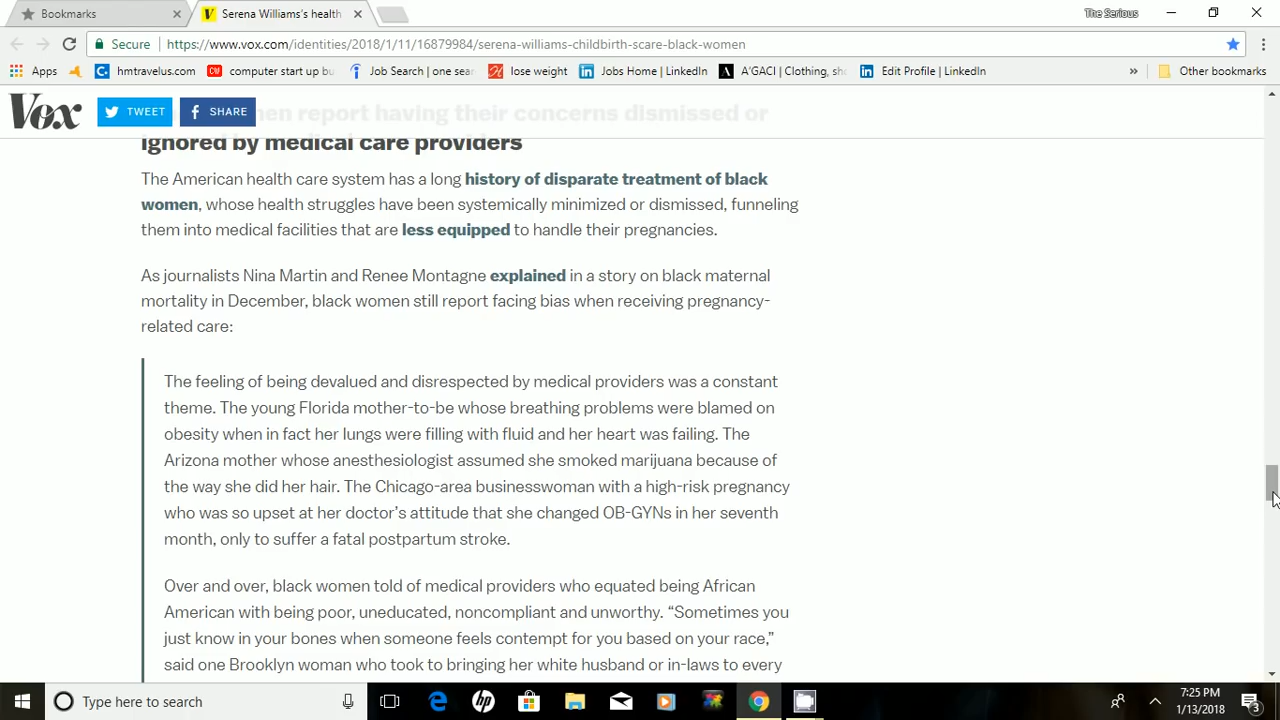 Bookmarks
Serena Williams's health
The Serious
Secure
https://www.vox.com/identities/2018/1/11/16879984/serena-williams-childbirth-scare-black-women
Apps
hmtravelus.com
computer start up bu
Job Search | one sea
lose weight
Jobs Home | LinkedIn
A'GACI | Clothing, sh
Edit Profile | LinkedIn
»
Other bookmarks
Vox
TWEET
SHARE
men report having their concerns dismissed or
ignored by medical care providers
The American health care system has a long history of disparate treatment of black
women, whose health struggles have been systemically minimized or dismissed, funneling
them into medical facilities that are less equipped to handle their pregnancies.
As journalists Nina Martin and Renee Montagne explained in a story on black maternal
mortality in December, black women still report facing bias when receiving pregnancy-
related care:
The feeling of being devalued and disrespected by medical providers was a constant
theme. The young Florida mother-to-be whose breathing problems were blamed on
obesity when in fact her lungs were filling with fluid and her heart was failing. The
Arizona mother whose anesthesiologist assumed she smoked marijuana because of
the way she did her hair. The Chicago-area businesswoman with a high-risk pregnancy
who was so upset at her doctor's attitude that she changed OB-GYNs in her seventh
month, only to suffer a fatal postpartum stroke.
Over and over, black women told of medical providers who equated being African
American with being poor, uneducated, noncompliant and unworthy. “Sometimes you
just know in your bones when someone feels contempt for you based on your race,”
said one Brooklyn woman who took to bringing her white husband or in-laws to every
Type here to search
7:25 PM
1/13/2018
3